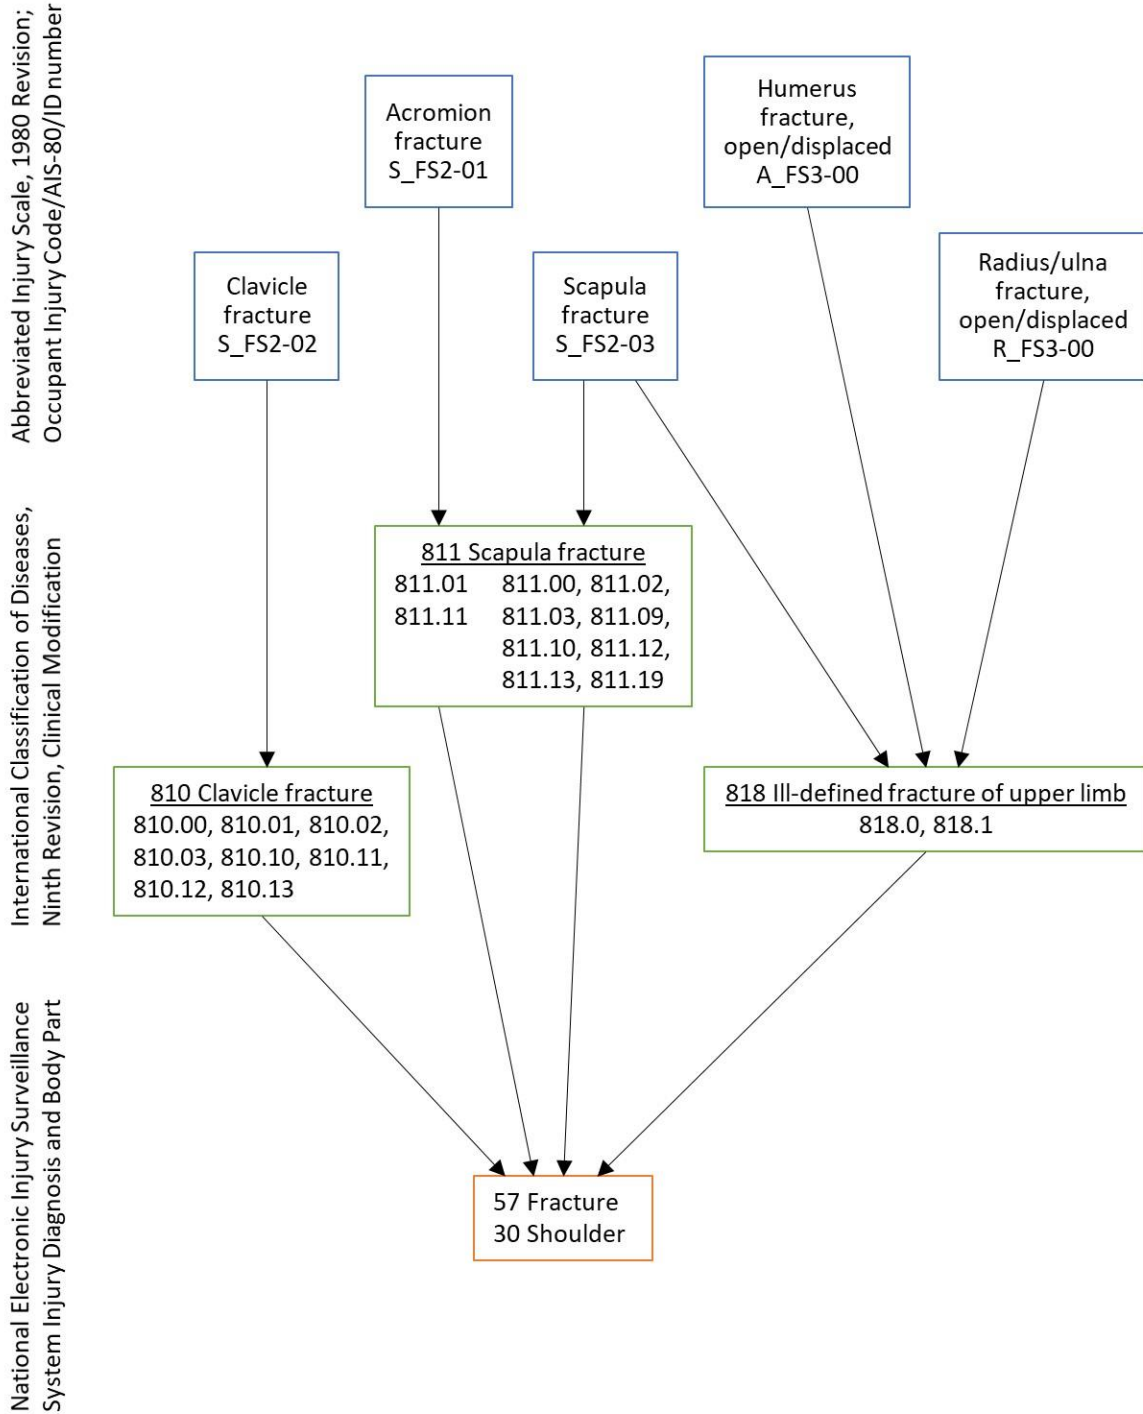 Abbreviated Injury Scale, 1980 Revision;
Occupant Injury Code/AIS-80/ID number
Acromion
fracture
S_FS2-01
Humerus
fracture,
open/displaced
A_FS3-00
Clavicle
fracture
S_FS2-02
Scapula
fracture
S_FS2-03
Radius/ulna
fracture,
open/displaced
R_FS3-00
International Classification of Diseases,
Ninth Revision, Clinical Modification
811 Scapula fracture
811.01 811.00, 811.02,
811.11 811.03, 811.09,
811.10, 811.12,
811.13, 811.19
810 Clavicle fracture
810.00, 810.01, 810.02,
810.03, 810.10, 810.11,
810.12, 810.13
818 Ill-defined fracture of upper limb
818.0, 818.1
National Electronic Injury Surveillance
System Injury Diagnosis and Body Part
57 Fracture
30 Shoulder